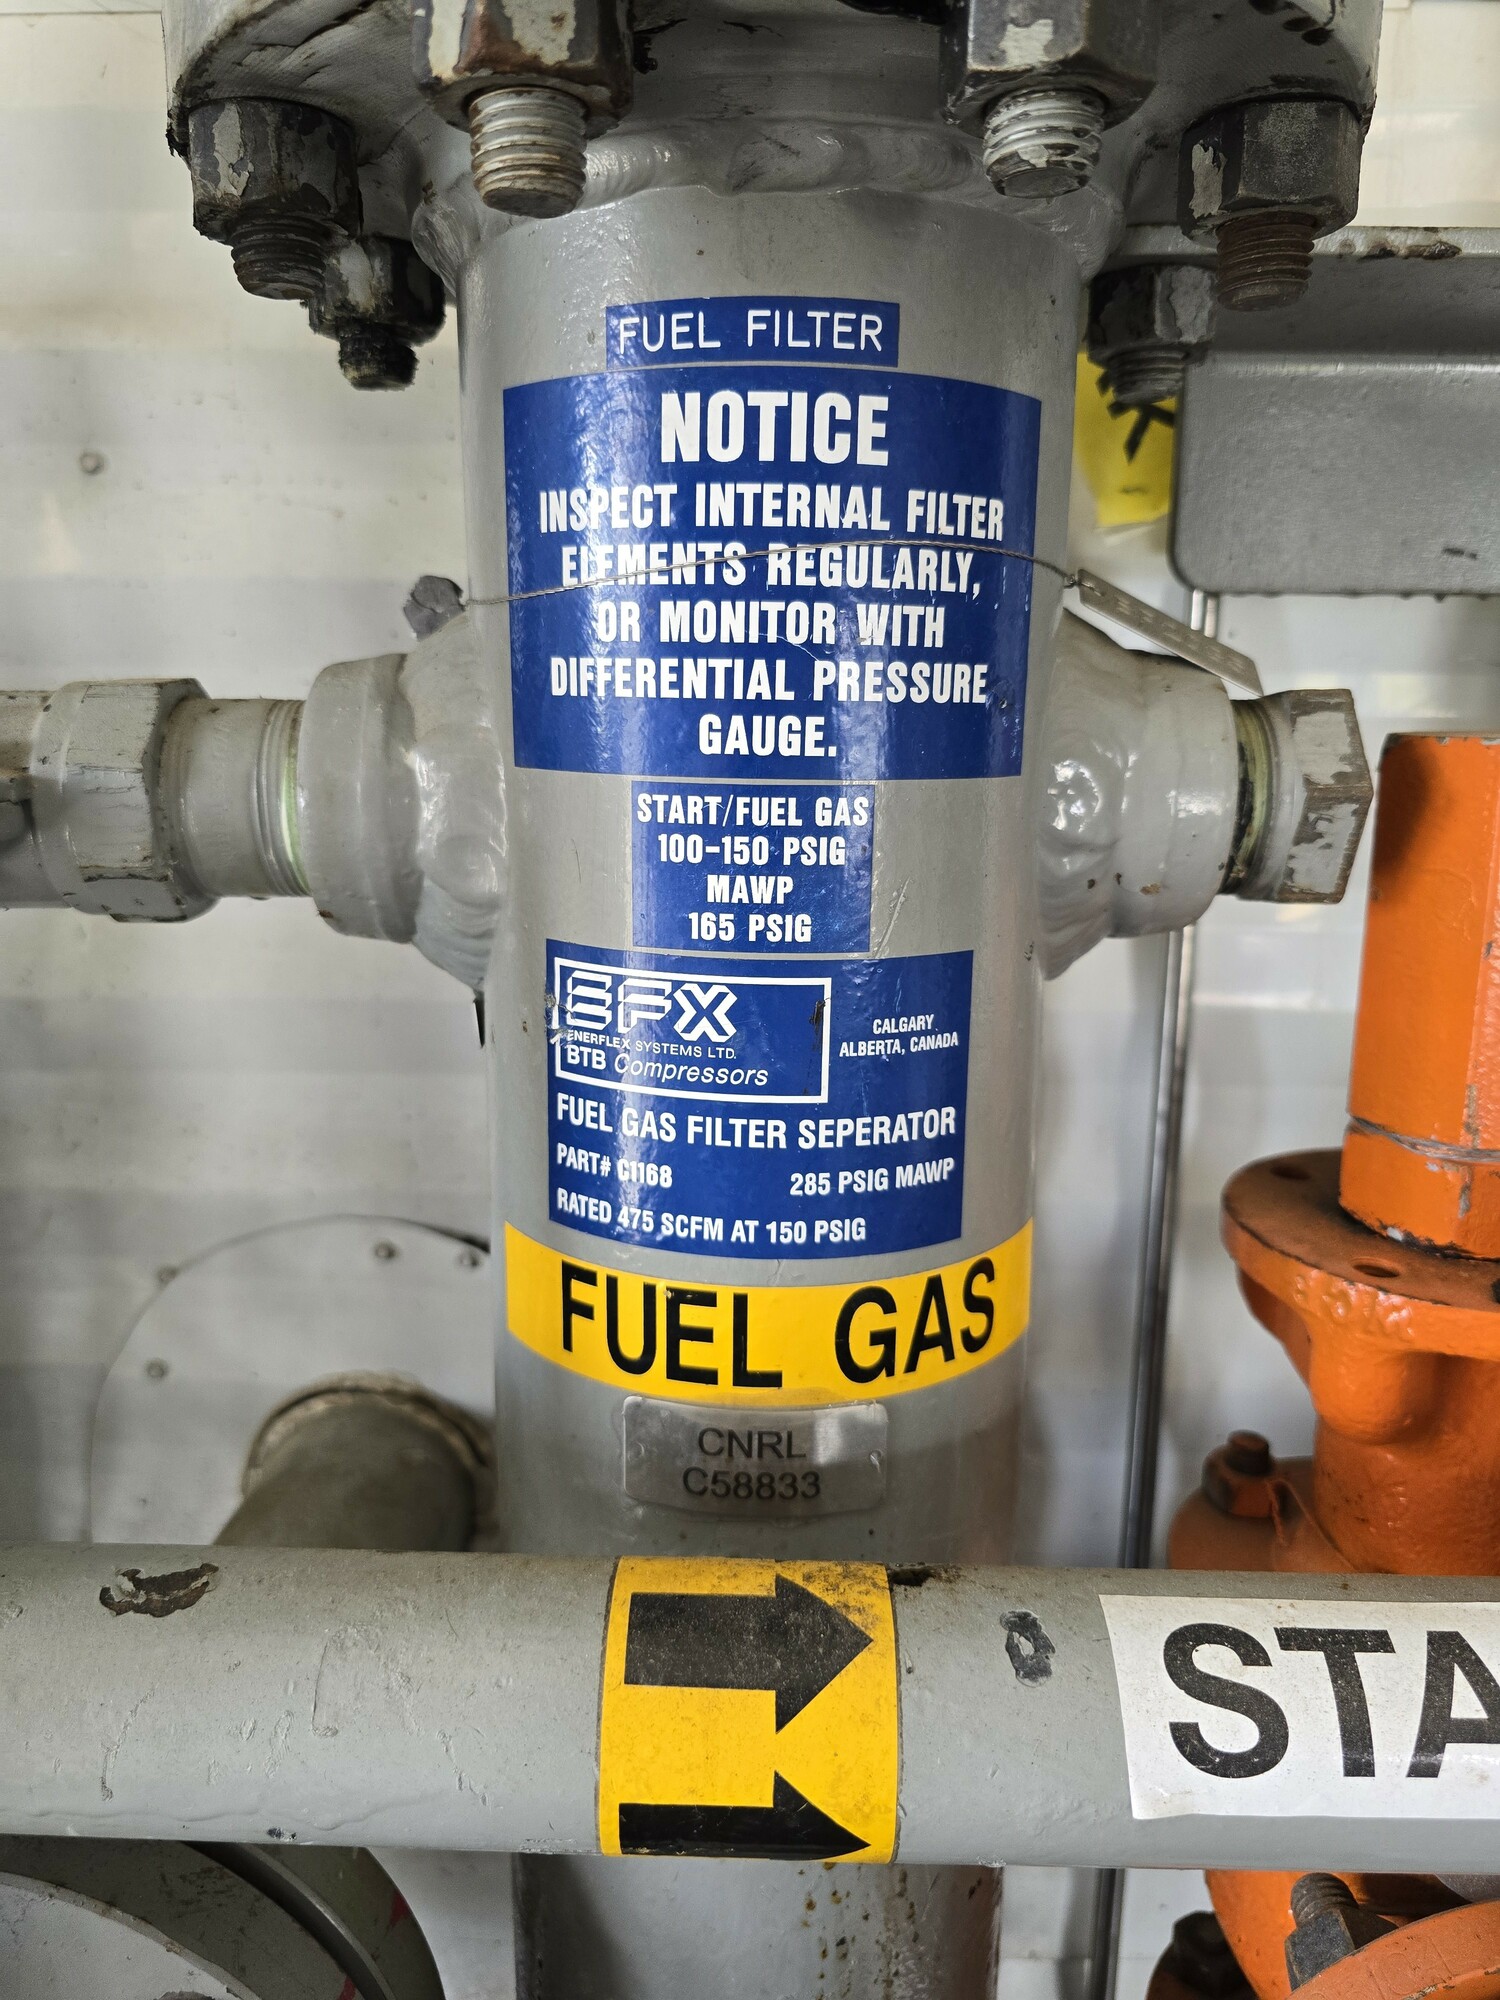 FUEL FILTER
NOTICE
INSPECT INTERNAL FILTER
ELEMENTS REGULARLY,
OR MONITOR WITH
DIFFERENTIAL PRESSURE
GAUGE.
START/FUEL GAS
100-150 PSIG
MAWP
165 PSIG
EFX
ENERFLEX SYSTEMS LTD.
BTB Compressors
CALGARY
ALBERTA, CANADA
FUEL GAS FILTER SEPERATOR
PART# C1168 285 PSIG MAWP
RATED 475 SCFM AT 150 PSIG
FUEL GAS
CNRL
C58833
STA